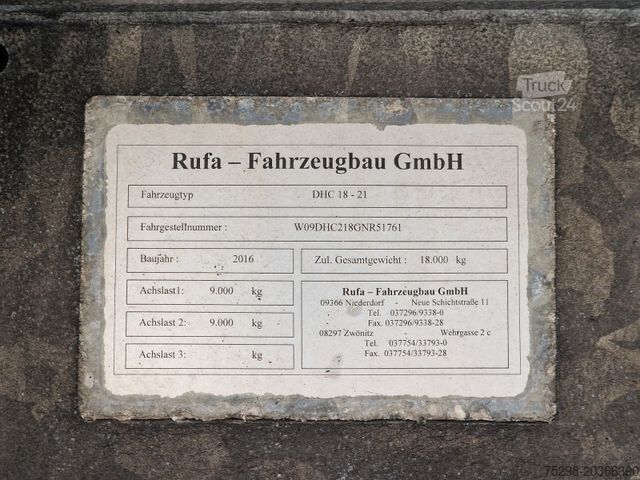 Truck
Scout24
Rufa – Fahrzeugbau GmbH
Fahrzeugtyp DHC 18 - 21
Fahrgestellnummer : W09DHC218GNR51761
Baujahr : 2016 Zul. Gesamtgewicht : 18.000 kg
Achslast1: 9.000 kg
Achslast 2: 9.000 kg
Achslast 3: kg
Rufa – Fahrzeugbau GmbH
09366 Niederdorf - Neue Schichtstraße 11
Tel. 037296/9338-0
Fax. 037296/9338-28
08297 Zwönitz - Wehrgasse 2 c
Tel. 037754/33793-0
Fax. 037754/33793-28
75298-20366390